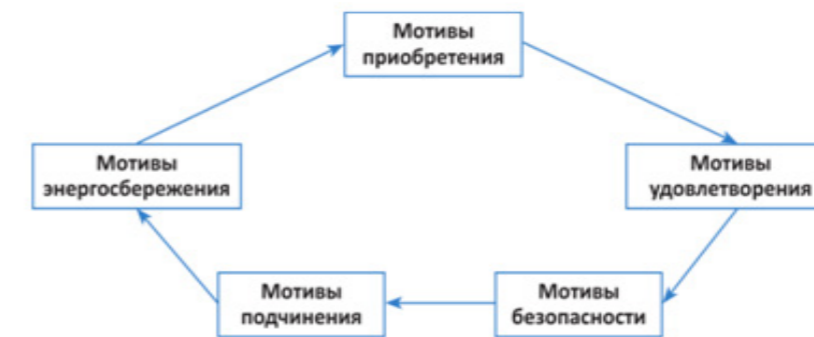 Мотивы
приобретения
Мотивы
энергосбережения
Мотивы
удовлетворения
Мотивы
подчинения
Мотивы
безопасности